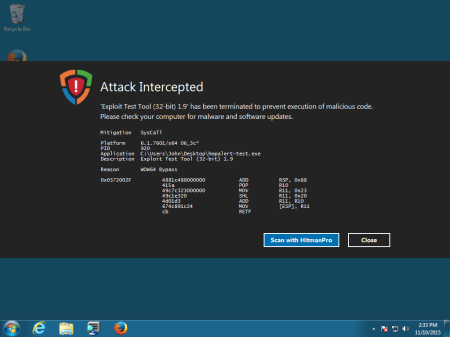 Recycle Bin
Attack Intercepted
'Exploit Test Tool (32-bit) 1.9' has been terminated to prevent execution of malicious code.
Please check your computer for malware and software updates.
Mitigation SysCall
Platform 6.1.7601/x64 06_3c*
PID 920
Application C:\Users\John\Desktop\hmpalert-test.exe
Description Exploit Test Tool (32-bit) 1.9
Reason WOW64 Bypass
0x0372002F 4881c488000000 ADD RSP, 0x88
415a POP R10
49c7c323000000 MOV R11, 0x23
49c1e320 SHL R11, 0x20
4d01d3 ADD R11, R10
674c891c24 MOV [ESP], R11
cb RETF
Scan with HitmanPro Close
2:31 PM
11/10/2015